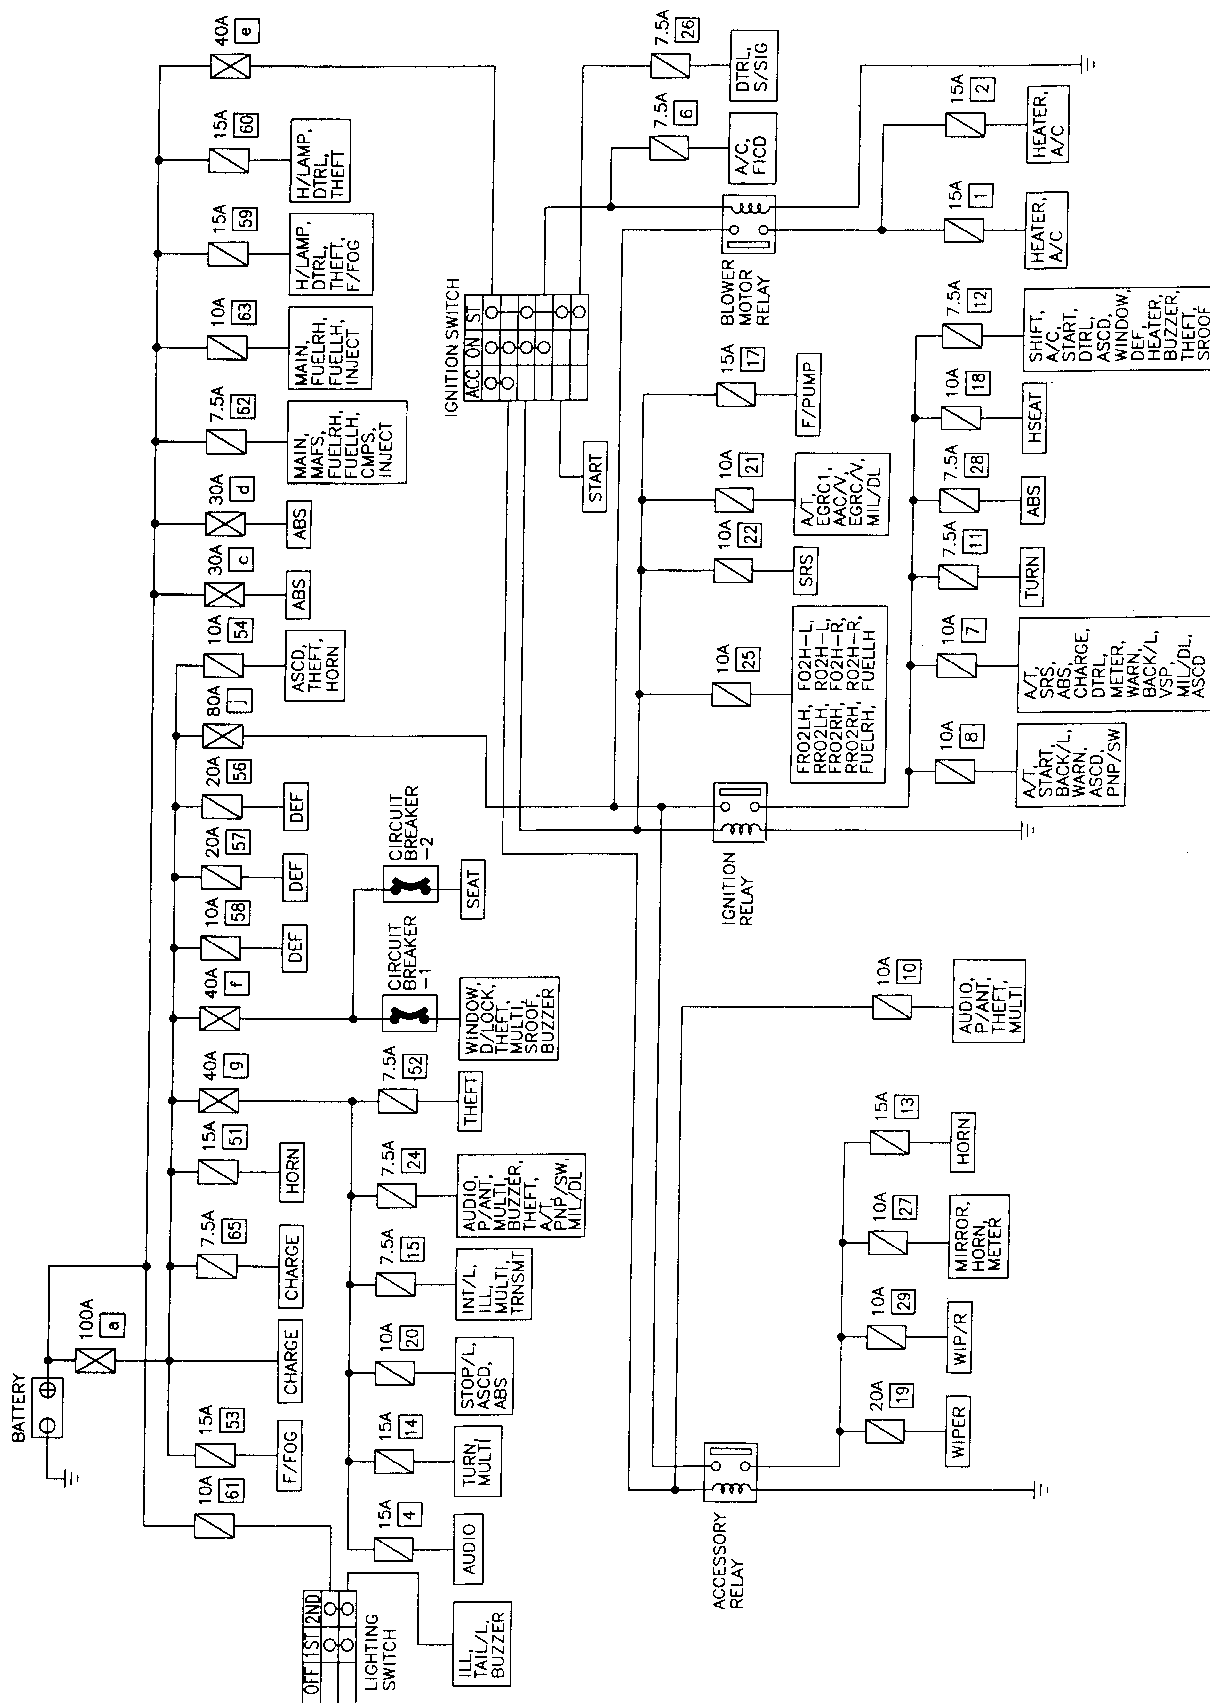 BATTERY
100A
a
10A
61
15A
53
F/FOG
CHARGE
7.5A
65
CHARGE
15A
51
HORN
40A
g
40A
f
10A
58
DEF
20A
57
DEF
20A
56
DEF
80A
j
10A
54
ASCD,
THEFT,
HORN
30A
c
ABS
30A
d
ABS
7.5A
62
MAIN,
MAFS,
FUELRH,
FUELLH,
CMPS,
INJECT
10A
63
MAIN,
FUELRH,
FUELLH,
INJECT
15A
59
H/LAMP,
DTRL,
THEFT,
F/FOG
15A
60
H/LAMP,
DTRL,
THEFT
40A
e
OFF 1ST 2ND
LIGHTING
SWITCH
ILL,
TAIL/L,
BUZZER
15A
4
AUDIO
15A
14
TURN,
MULTI
10A
20
STOP/L,
ASCD,
ABS
7.5A
15
INT/L,
ILL,
MULTI,
TRNSMT
7.5A
24
AUDIO,
P/ANT,
MULTI,
BUZZER,
THEFT,
A/T,
PNP/SW,
MIL/DL
7.5A
52
THEFT
CIRCUIT
BREAKER
-1
WINDOW,
D/LOCK,
THEFT,
MULTI,
SROOF,
BUZZER
CIRCUIT
BREAKER
-2
SEAT
IGNITION SWITCH
ACC ON ST
START
7.5A
6
A/C,
FICD
7.5A
26
DTRL,
S/SIG
ACCESSORY
RELAY
20A
19
WIPER
10A
29
WIP/R
10A
27
MIRROR,
HORN,
METER
15A
13
HORN
10A
10
AUDIO,
P/ANT,
THEFT,
MULTI
IGNITION
RELAY
10A
25
FRO2LH, FO2H-L,
RRO2LH, RO2H-L,
FRO2RH, FO2H-R,
RRO2RH, RO2H-R,
FUELRH, FUELLH
10A
22
SRS
10A
21
A/T,
EGRC1,
AAC/V,
EGRC/V,
MIL/DL
15A
17
F/PUMP
BLOWER
MOTOR
RELAY
10A
8
A/T,
START,
BACK/L,
WARN,
ASCD,
PNP/SW
10A
7
A/T,
SRS,
ABS,
CHARGE,
DTRL,
METER,
WARN,
BACK/L,
VSP,
MIL/DL,
ASCD
7.5A
11
TURN
7.5A
28
ABS
10A
18
HSEAT
7.5A
12
SHIFT,
A/C,
START,
DTRL,
ASCD,
WINDOW,
DEF,
HEATER,
BUZZER,
THEFT,
SROOF
15A
1
HEATER,
A/C
15A
2
HEATER,
A/C